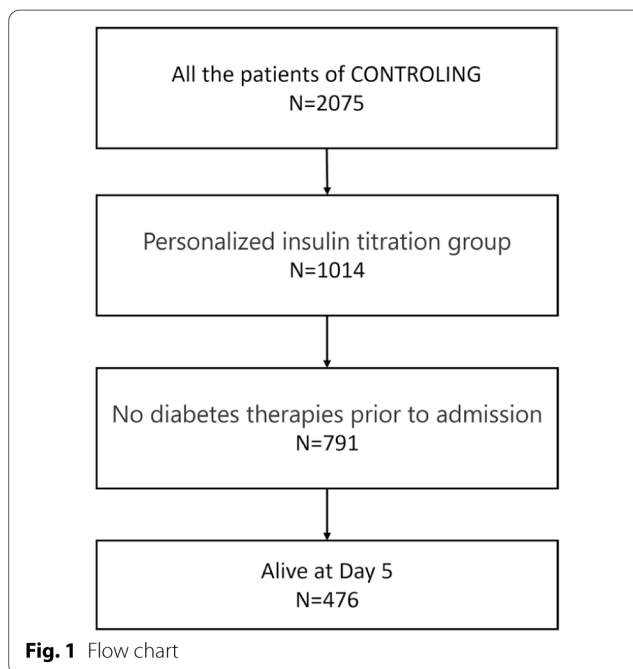 All the patients of CONTROLING
N=2075
Personalized insulin titration group
N=1014
No diabetes therapies prior to admission
N=791
Alive at Day 5
N=476
Fig. 1 Flow chart